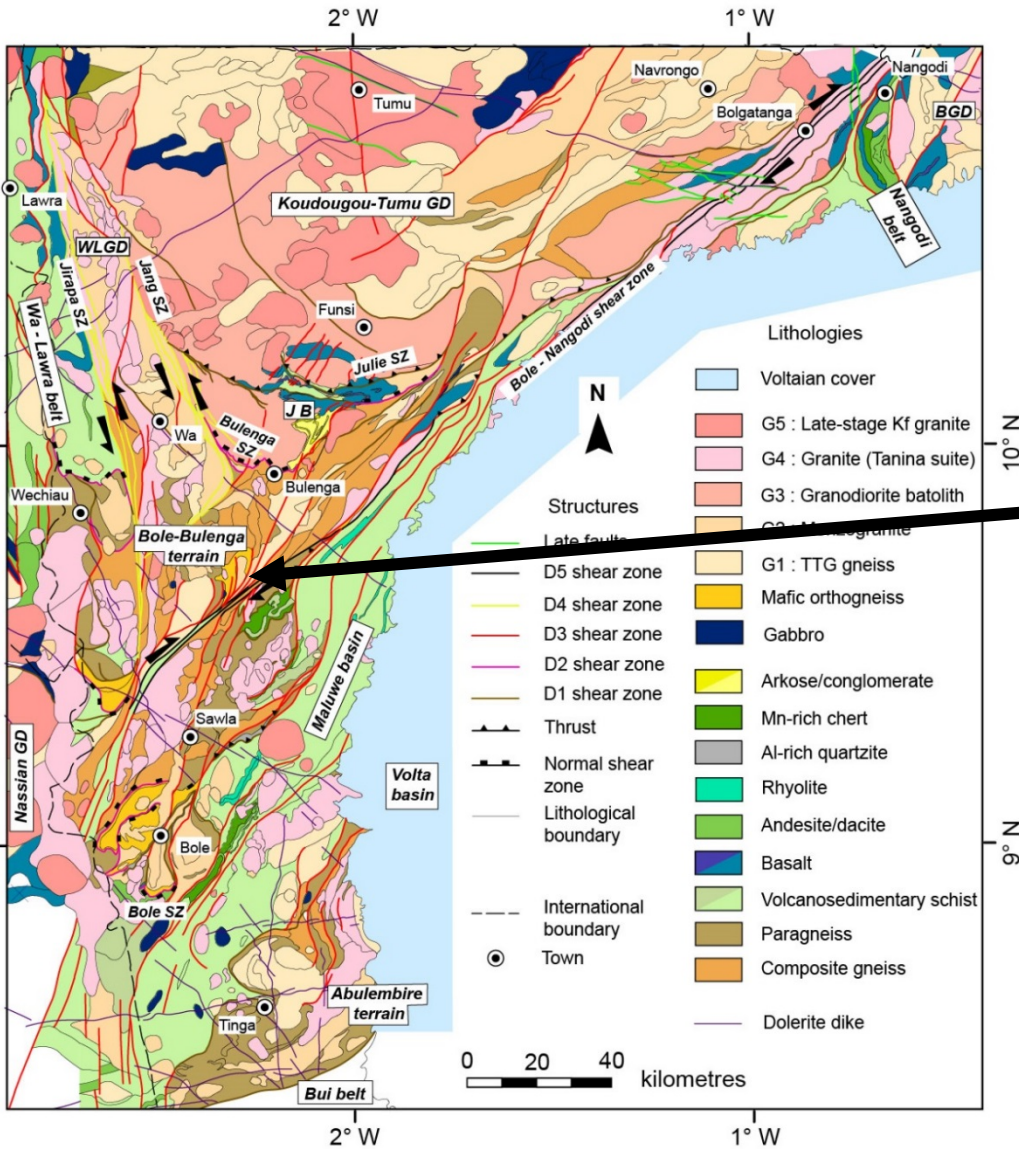 2° W
1° W
Nangodi
Navrongo
Tumu
Bolgatanga
BGD
Lawra
Koudougou-Tumu GD
Nangodi
belt
WLGD
Jirapa SZ
Jang SZ
Wa - Lawra belt
Funsi
Julie SZ
Bole - Nangodi shear zone
J B
Wa
Bulenga
SZ
Bulenga
Wechiau
Bole-Bulenga
terrain
Maluwe basin
Sawla
Nassian GD
Volta
basin
Bole
Bole SZ
Abulembire
terrain
Tinga
Bui belt
N
10° N
9° N
Structures
Late faults
D5 shear zone
D4 shear zone
D3 shear zone
D2 shear zone
D1 shear zone
Thrust
Normal shear
zone
Lithological
boundary
International
boundary
Town
Lithologies
Voltaian cover
G5 : Late-stage Kf granite
G4 : Granite (Tanina suite)
G3 : Granodiorite batolith
G1 : TTG gneiss
Mafic orthogneiss
Gabbro
Arkose/conglomerate
Mn-rich chert
Al-rich quartzite
Rhyolite
Andesite/dacite
Basalt
Volcanosedimentary schist
Paragneiss
Composite gneiss
Dolerite dike
0 20 40
kilometres
2° W
1° W